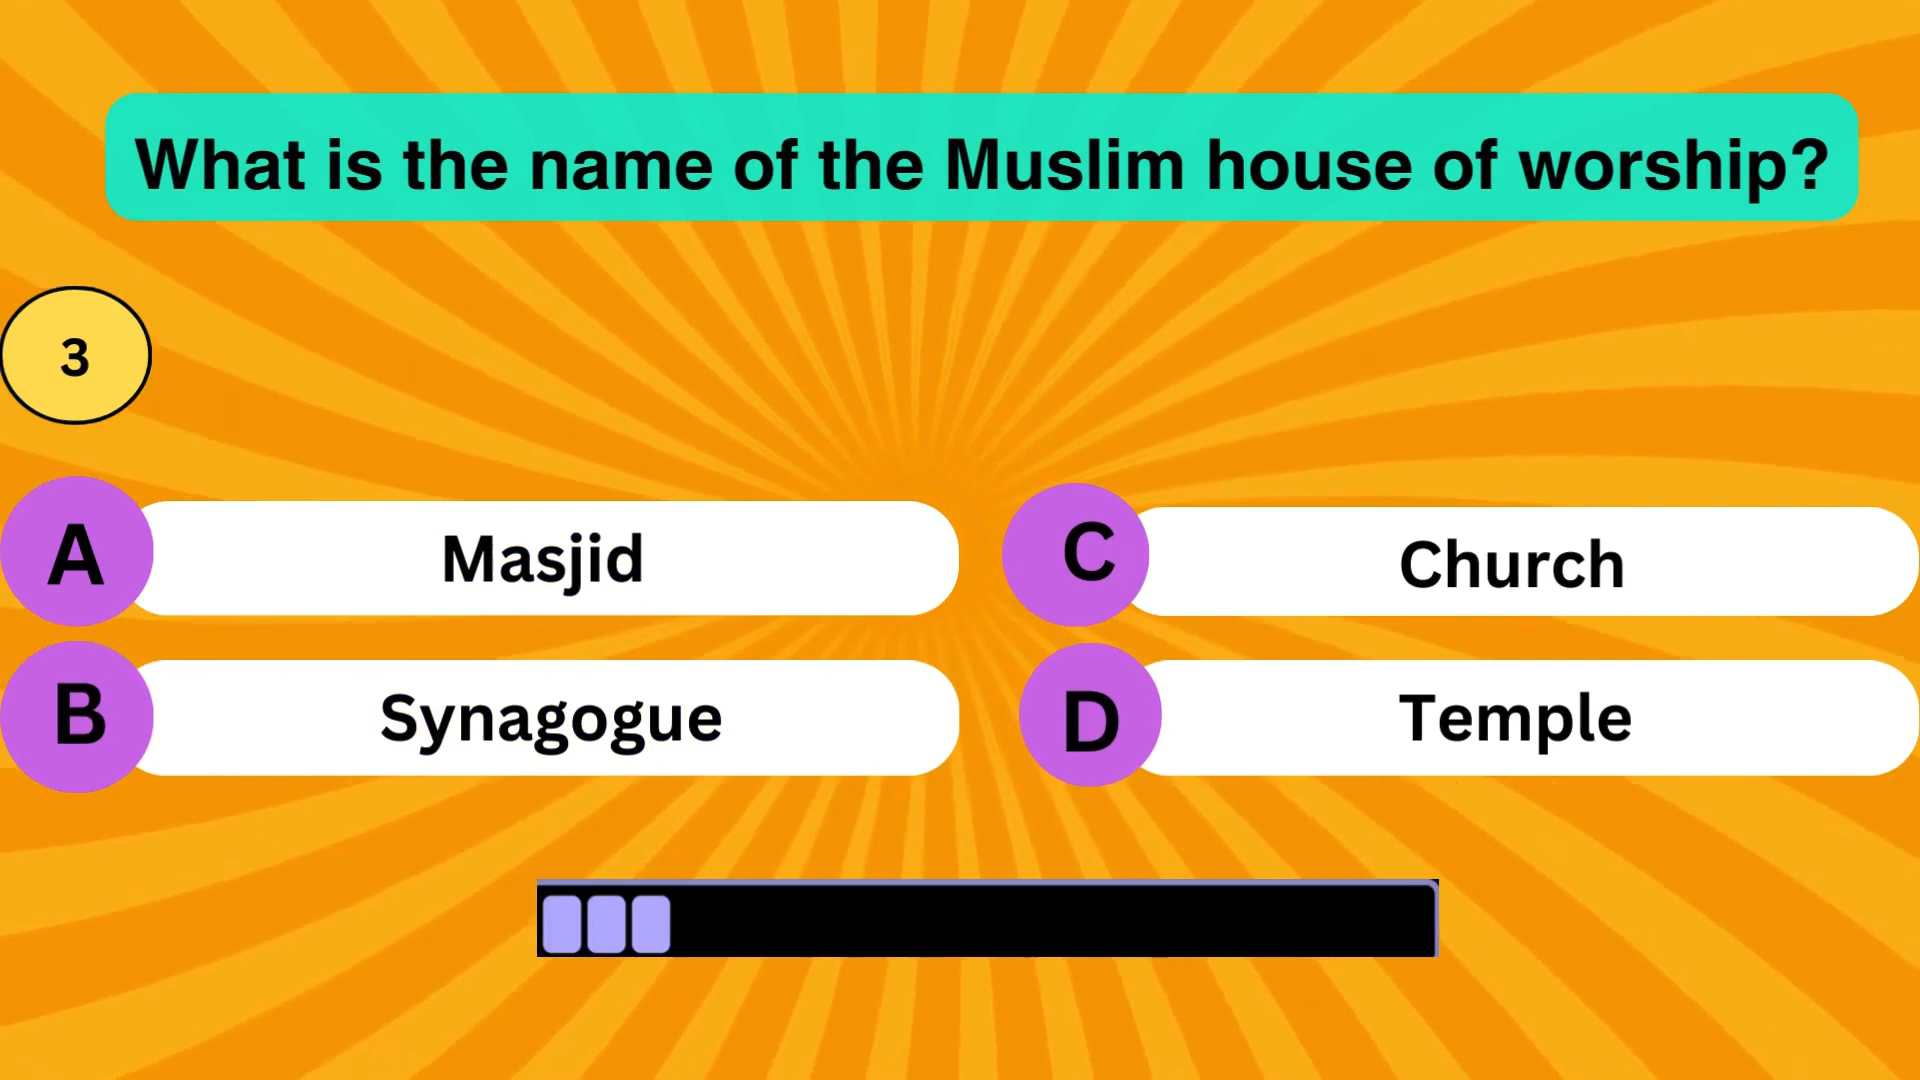 What is the name of the Muslim house of worship?
3
A
Masjid
B
Synagogue
C
Church
D
Temple